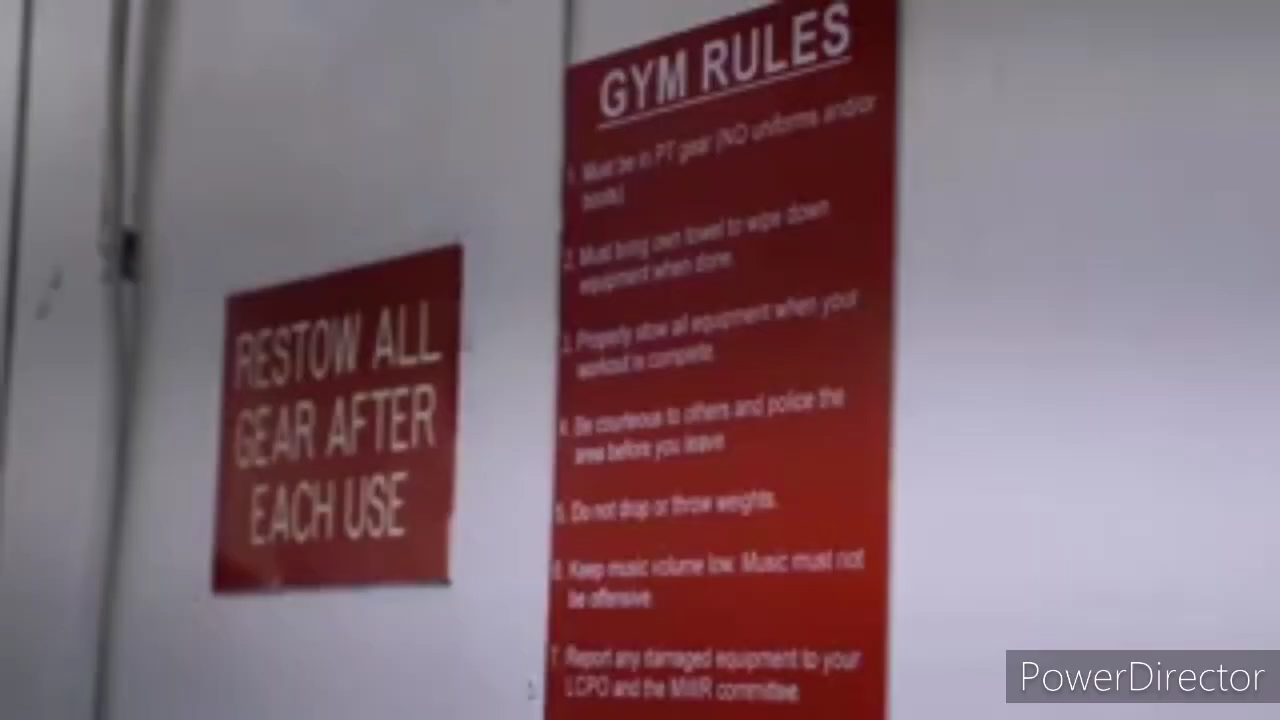 RESTOW ALL
GEAR AFTER
EACH USE
GYM RULES
1. Must be in PT gear (NO uniforms and/or
boots)
2. Must bring own towel to wipe down
equipment when done.
3. Properly stow all equipment when your
workout is complete.
4. Be courteous to others and police the
area before you leave
5. Do not drop or throw weights.
6. Keep music volume low. Music must not
be offensive.
7. Report any damaged equipment to your
LCPO and the MWR committee.
PowerDirector